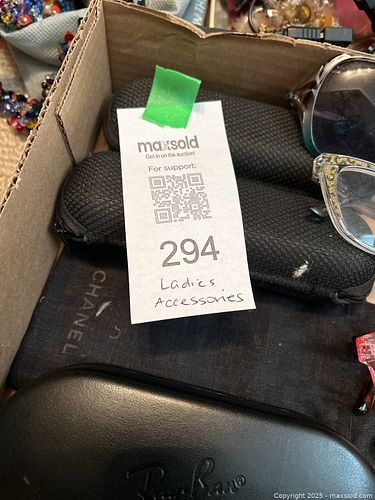 maxsold
Get in on the auction!
For support:
294
Ladies
Accessories
CHANEL
Ray-Ban®
Copyright 2025 - maxsold.com